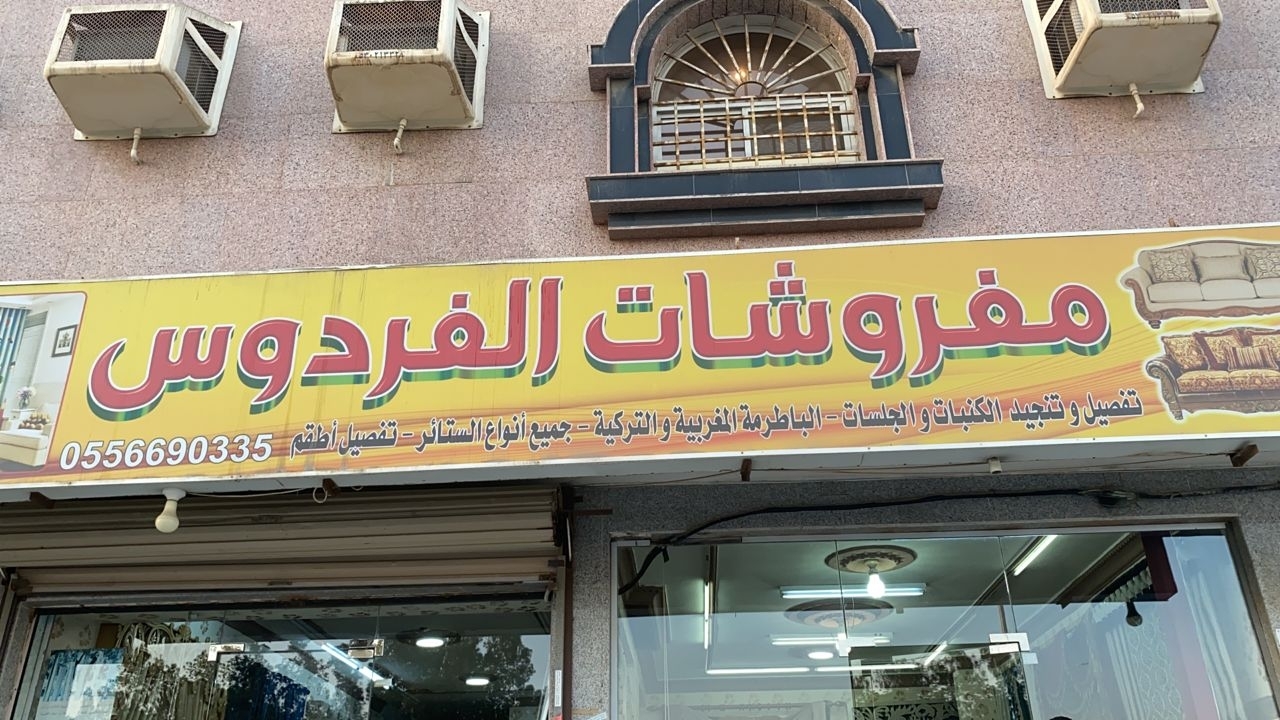 مفروشات الفردوس
تفصيل و تنجيد الكنبات و الجلسات - الباطرمة المغربية و التركية - جميع أنواع الستائر - تفصيل أطقم
0556690335